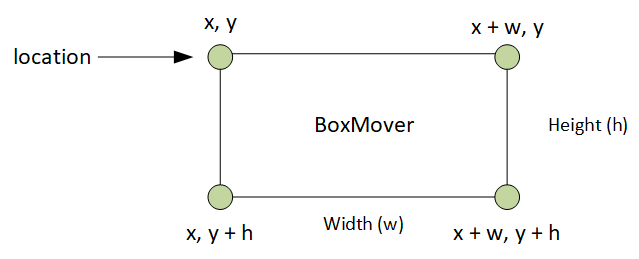 x, y
x + w, y
location
BoxMover
Height (h)
Width (w)
x, y + h
x + w, y + h